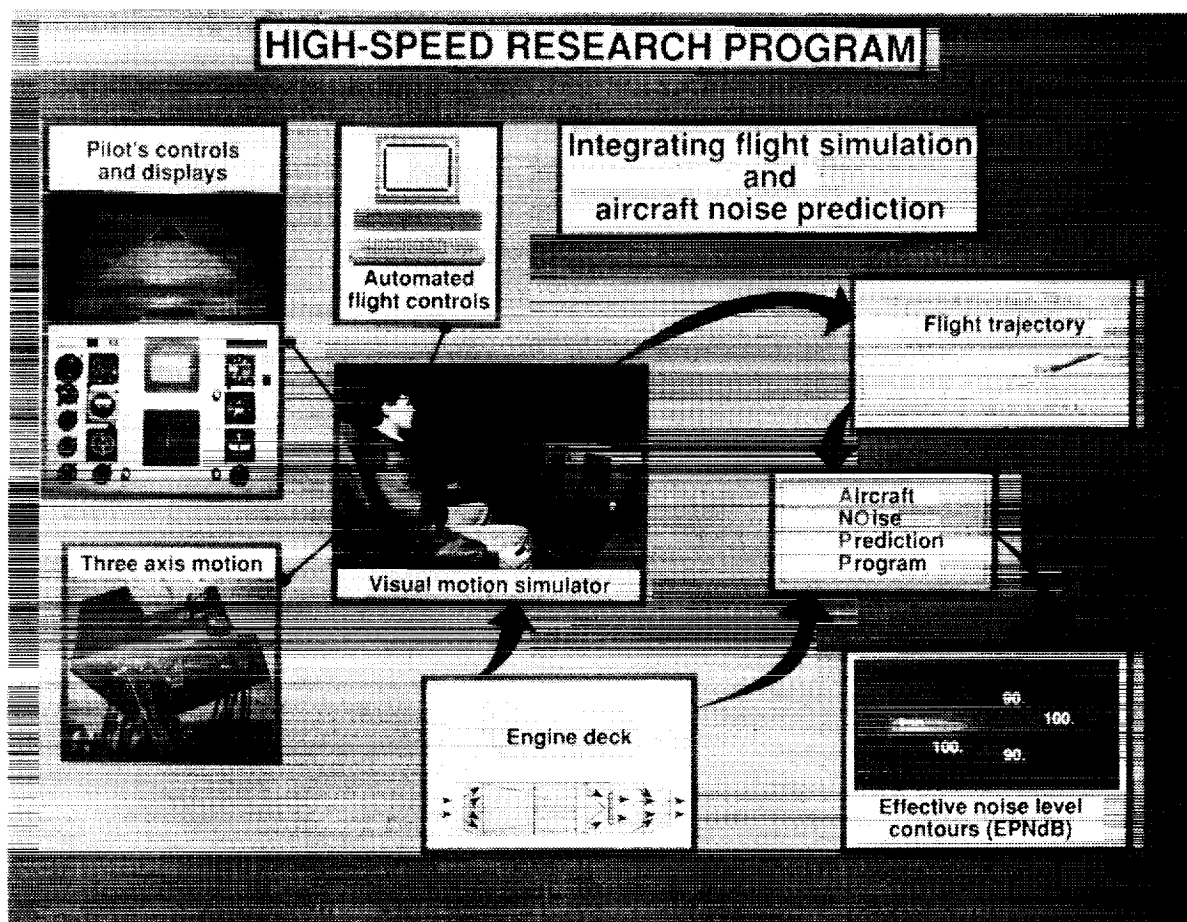 HIGH-SPEED RESEARCH PROGRAM
Pilot's controls
and displays
Automated
flight controls
Integrating flight simulation
and
aircraft noise prediction
Flight trajectory
Three axis motion
Visual motion simulator
Aircraft
NOise
Prediction
Program
Engine deck
90.
100.
100.
90.
Effective noise level
contours (EPNdB)